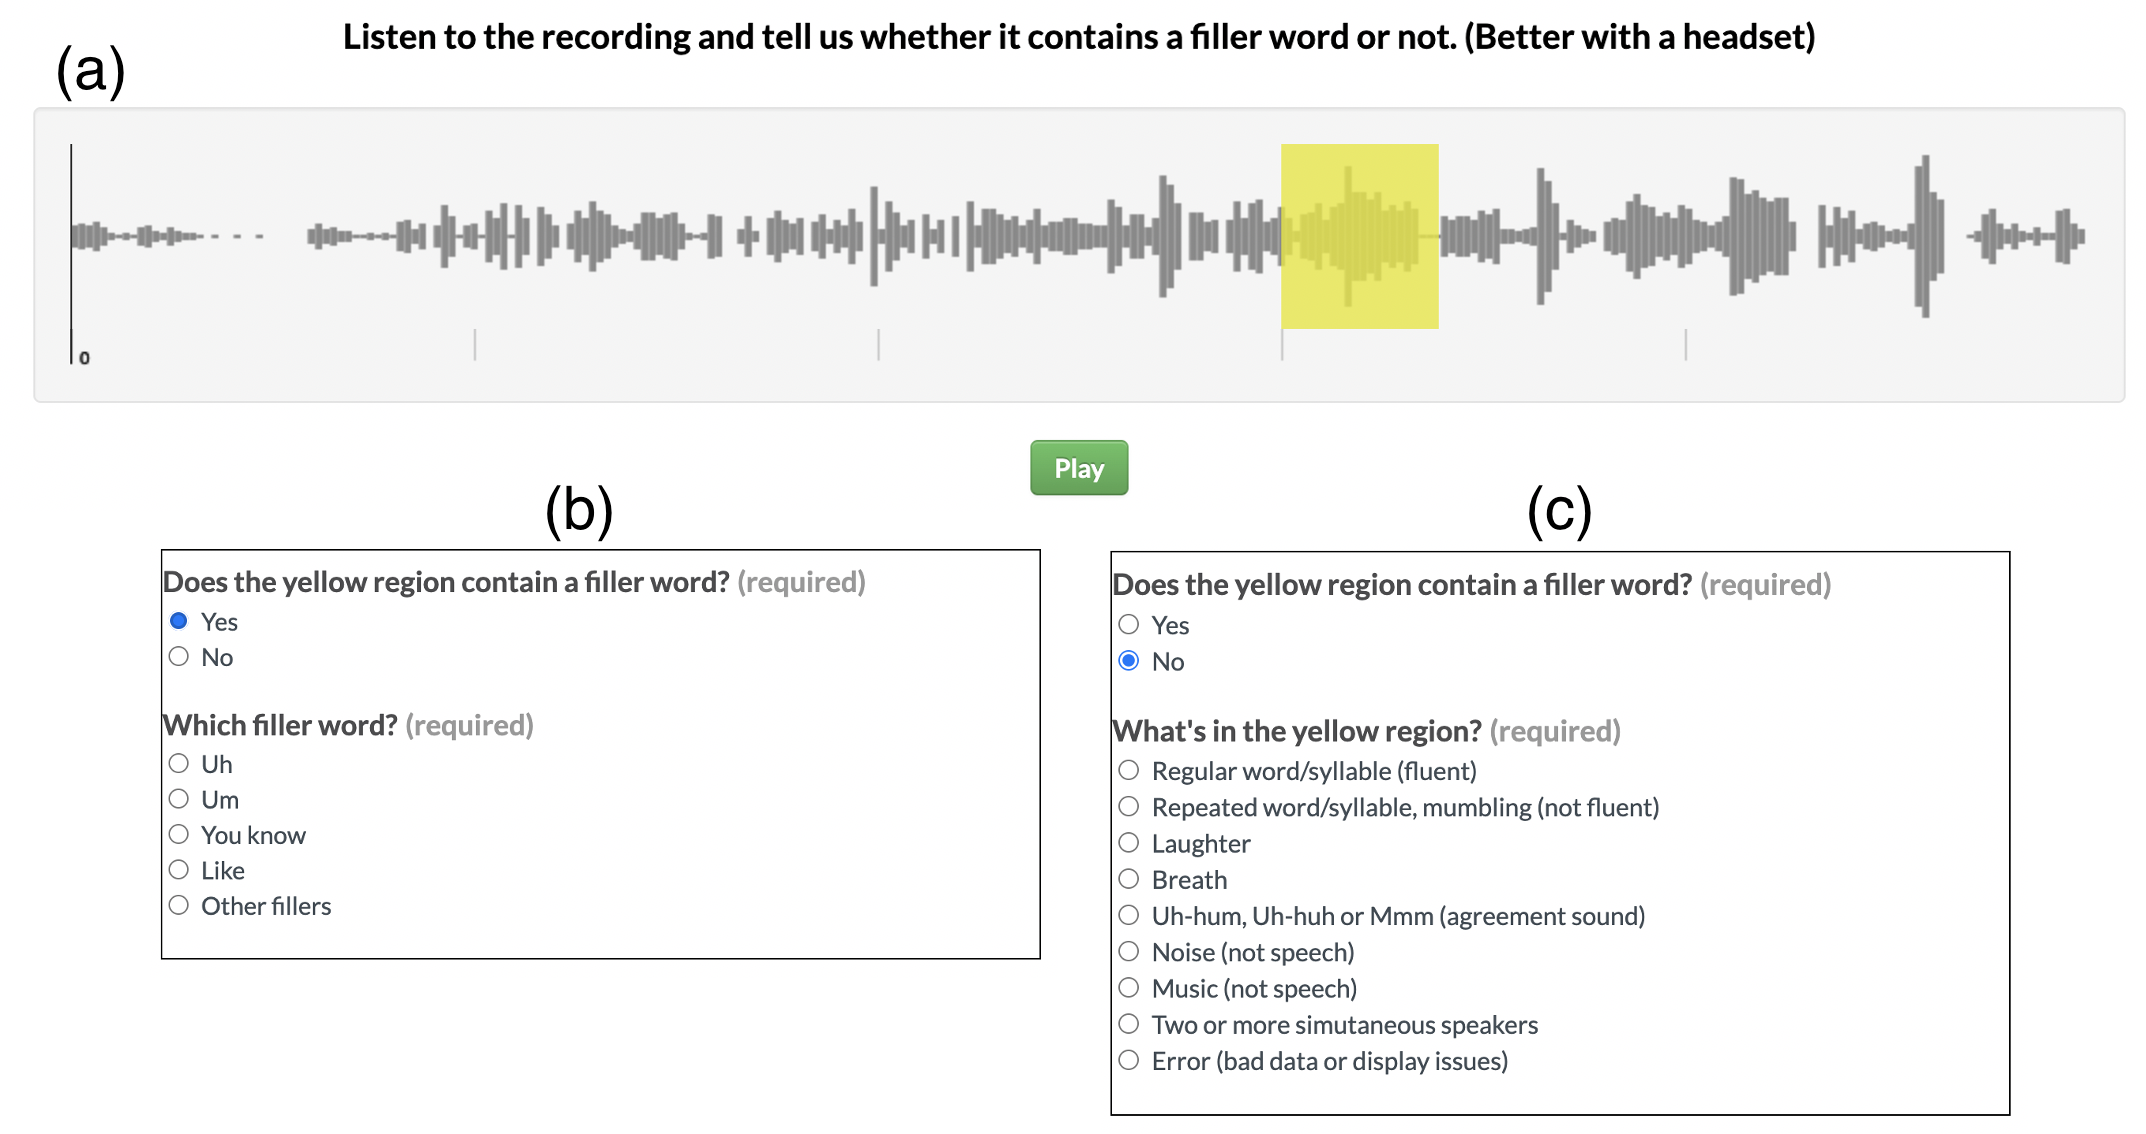 Listen to the recording and tell us whether it contains a filler word or not. (Better with a headset)
(a)
0
Play
(b)
Does the yellow region contain a filler word? (required)
Yes
No
Which filler word? (required)
Uh
Um
You know
Like
Other fillers
(c)
Does the yellow region contain a filler word? (required)
Yes
No
What's in the yellow region? (required)
Regular word/syllable (fluent)
Repeated word/syllable, mumbling (not fluent)
Laughter
Breath
Uh-hum, Uh-huh or Mmm (agreement sound)
Noise (not speech)
Music (not speech)
Two or more simutaneous speakers
Error (bad data or display issues)